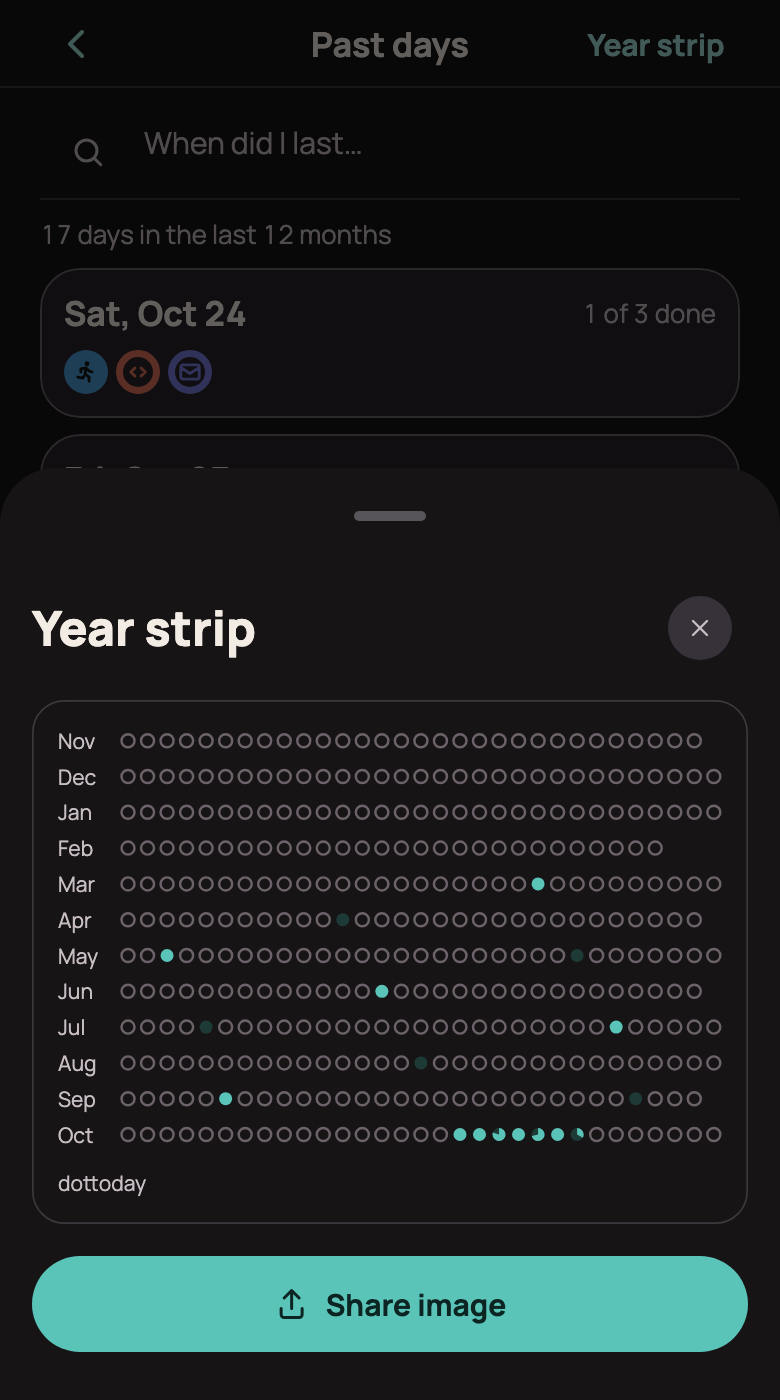 Past days
Year strip
When did I last...
17 days in the last 12 months
Sat, Oct 24
1 of 3 done
Year strip
Nov
Dec
Jan
Feb
Mar
Apr
May
Jun
Jul
Aug
Sep
Oct
dottoday
Share image